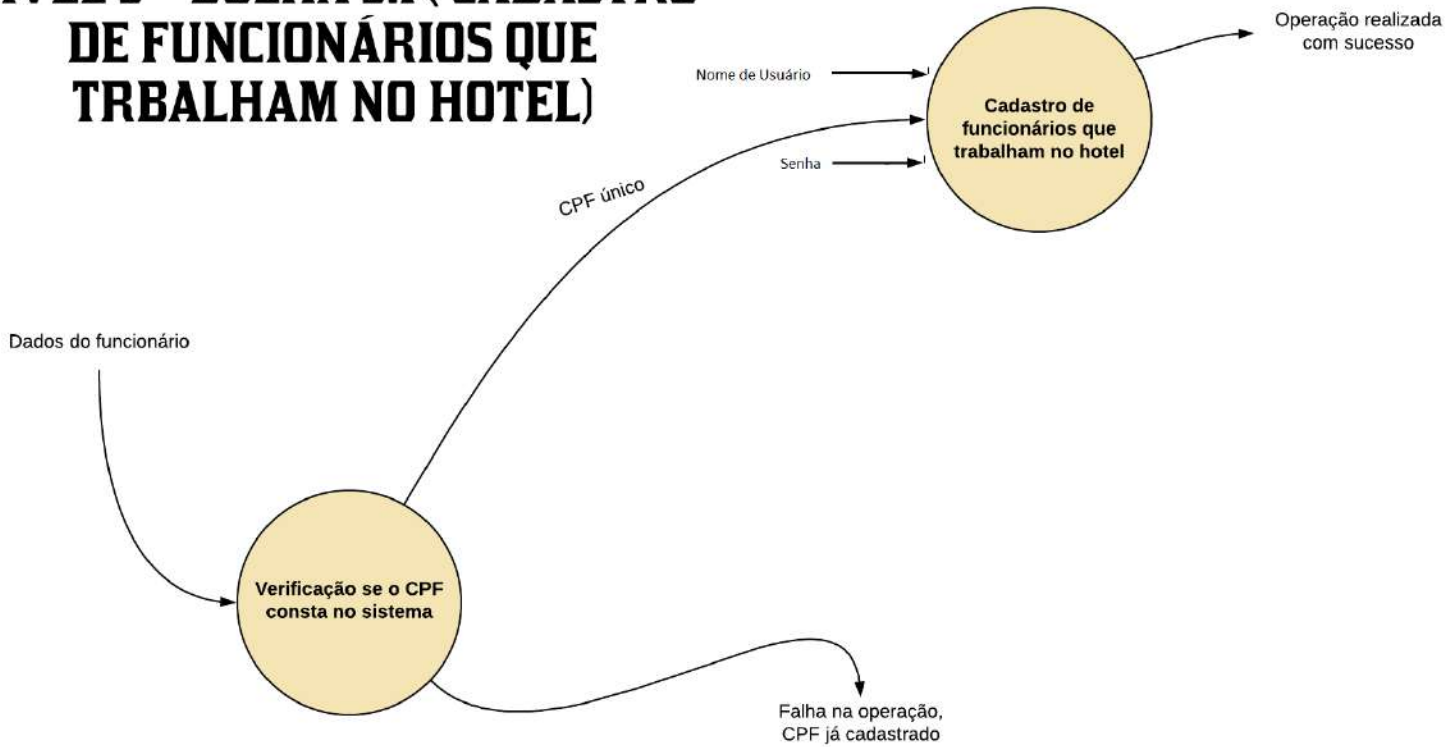 DE FUNCIONÁRIOS QUE
TRBALHAM NO HOTEL)
Operação realizada
com sucesso
Nome de Usuário
Cadastro de
funcionários que
trabalham no hotel
Senha
CPF único
Dados do funcionário
Verificação se o CPF
consta no sistema
Falha na operação,
CPF já cadastrado